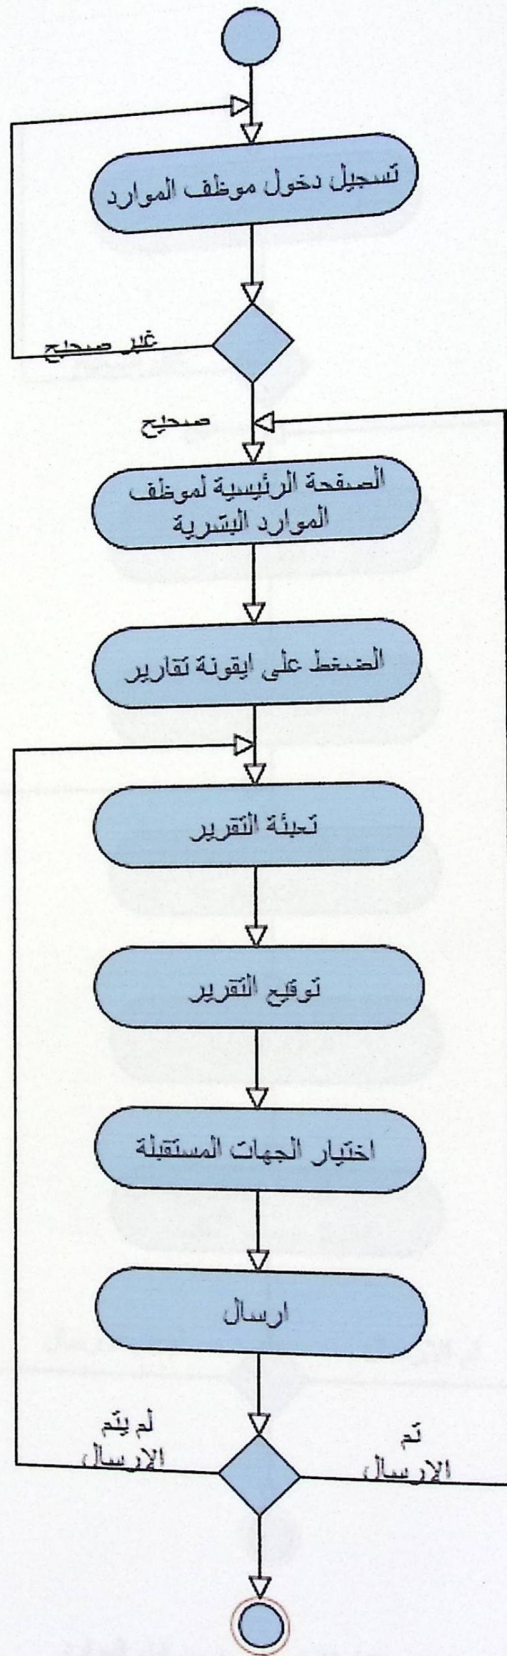 تسجيل دخول موظف الموارد
غير صحيح
صحيح
الصفحة الرئيسية لموظف
الموارد البشرية
الضغط على ايقونة تقارير
تعبئة التقرير
توقيع التقرير
اختيار الجهات المستقبلة
ارسال
تم
الارسال
لم يتم
الارسال